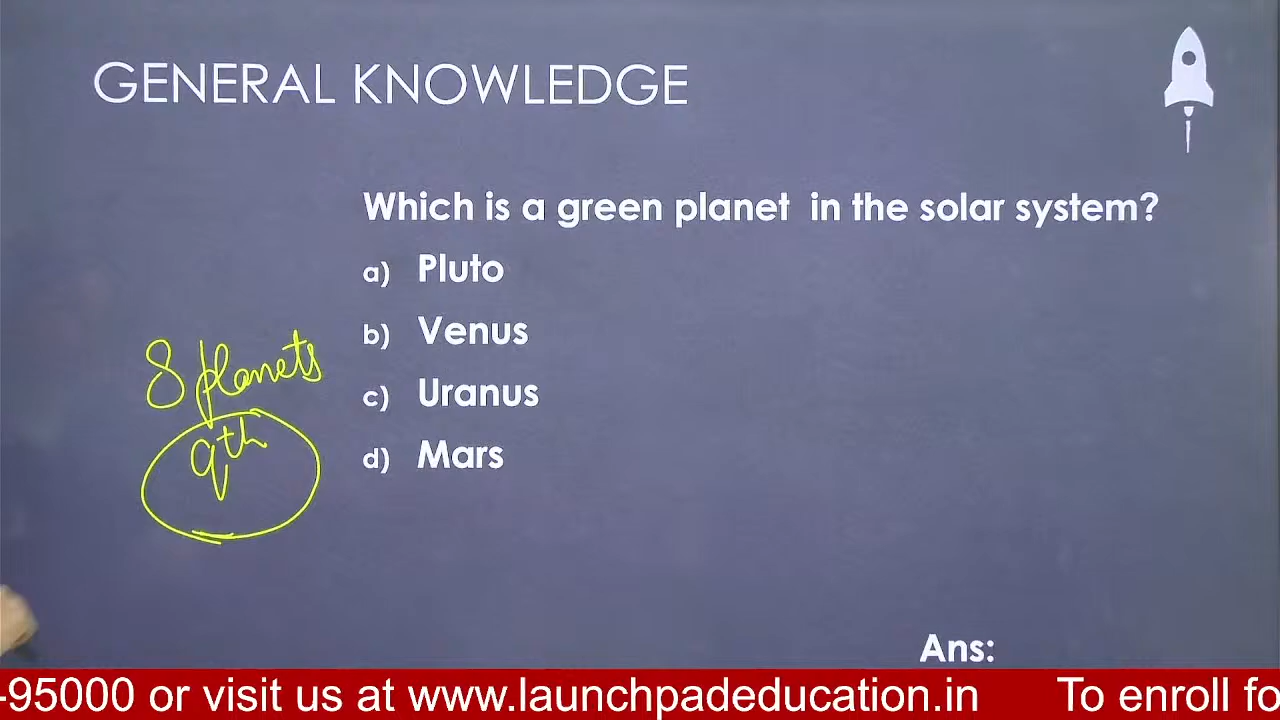 GENERAL KNOWLEDGE
Which is a green planet in the solar system?
a) Pluto
b) Venus
c) Uranus
d) Mars
8 planets
9th
Ans:
-95000 or visit us at www.launchpadeducation.in To enroll fo